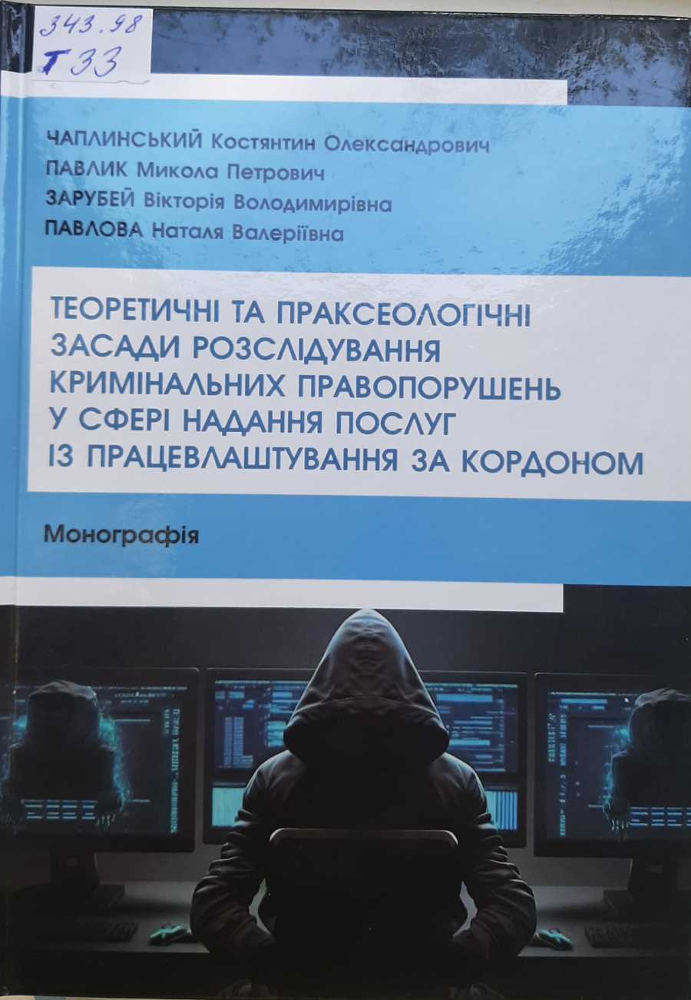 343.98
Т 33
ЧАПЛИНСЬКИЙ Костянтин Олександрович
ПАВЛИК Микола Петрович
ЗАРУБЕЙ Вікторія Володимирівна
ПАВЛОВА Наталя Валеріївна
ТЕОРЕТИЧНІ ТА ПРАКСЕОЛОГІЧНІ
ЗАСАДИ РОЗСЛІДУВАННЯ
КРИМІНАЛЬНИХ ПРАВОПОРУШЕНЬ
У СФЕРІ НАДАННЯ ПОСЛУГ
ІЗ ПРАЦЕВЛАШТУВАННЯ ЗА КОРДОНОМ
Монографія